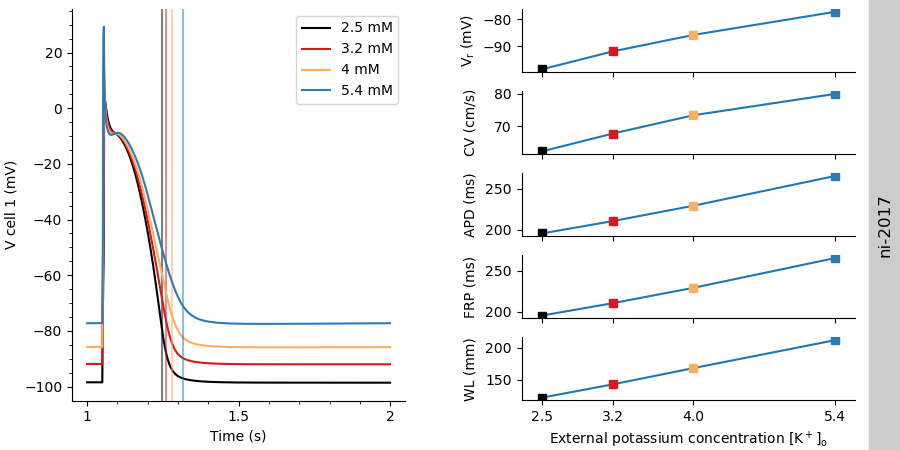 V cell 1 (mV)
20
0
−20
−40
−60
−80
−100
1
1.5
2
Time (s)
2.5 mM
3.2 mM
4 mM
5.4 mM
Vr (mV)
−80
−90
CV (cm/s)
80
70
APD (ms)
250
200
FRP (ms)
250
200
WL (mm)
200
150
2.5
3.2
4.0
5.4
External potassium concentration [K⁺]ₒ
ni-2017